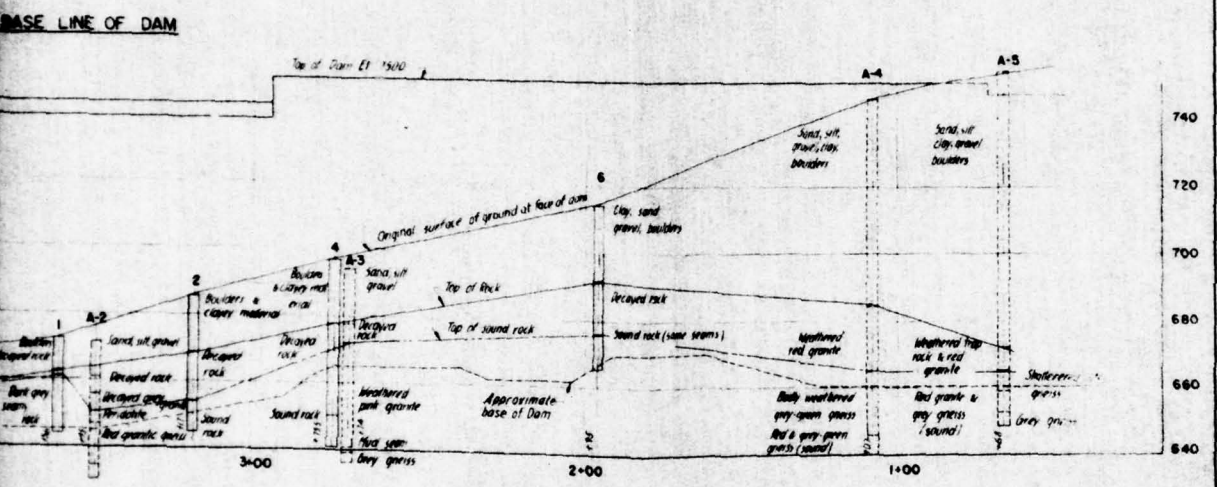 BASE LINE OF DAM
Top of Dam El 750.0
A-5
A-4
740
Sand, silt,
gravel, clay,
boulders
Sand, silt
clay, gravel
boulders
720
6
Original surface of ground at face of dam
Clay, sand
gravel, boulders
700
4
A-3
Boulders
& clayey mat
erial
Sand, silt
gravel
2
Boulders &
clayey material
Top of Rock
Decayed rock
680
1
A-2
Sand, silt, gravel
Decayed
rock
Decayed
rock
Decayed
rock
Top of sound rock
Sound rock (some seams)
Weathered
red granite
Weathered trap
rock & red
granite
Decayed rock
Shattered
gneiss
660
Dark grey
seam
rock
Decayed grey
Peridotite
Red granitic gneiss
Sound
rock
Sound rock
Weathered
pink granite
Approximate
base of Dam
Badly weathered
grey-green gneiss
Red granite &
grey gneiss
(sound)
Grey gneiss
Mud seam
Grey gneiss
Red & grey-green
gneiss (sound)
640
3+00
2+00
1+00